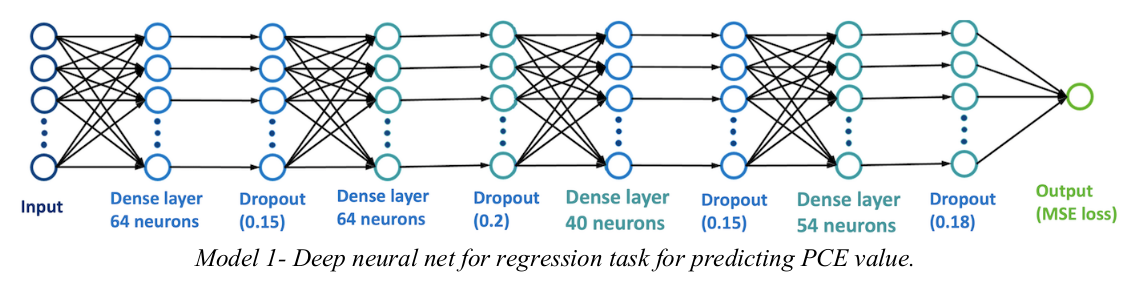 Input
Dense layer
64 neurons
Dropout
(0.15)
Dense layer
64 neurons
Dropout
(0.2)
Dense layer
40 neurons
Dropout
(0.15)
Dense layer
54 neurons
Dropout
(0.18)
Output
(MSE loss)
Model 1- Deep neural net for regression task for predicting PCE value.